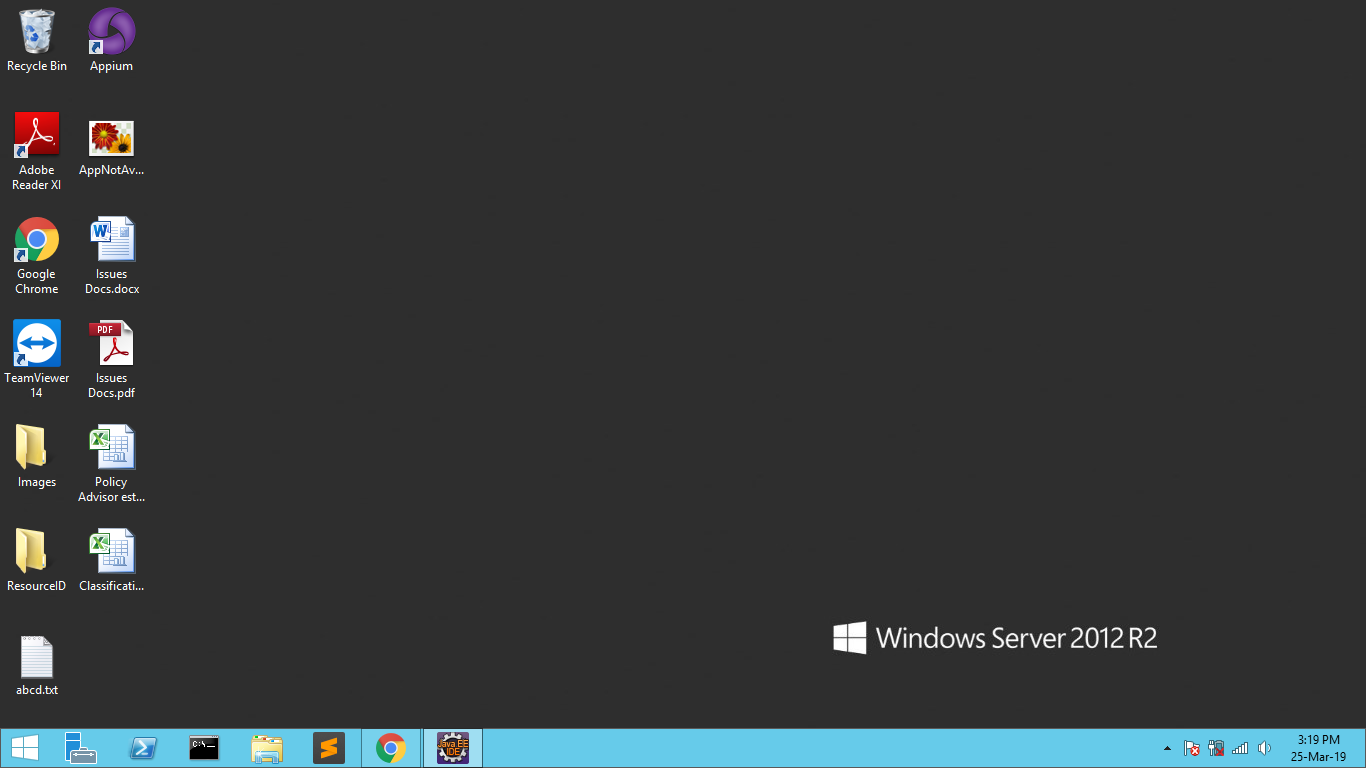 Recycle Bin
Appium
Adobe
Reader XI
AppNotAv...
Google
Chrome
W
Issues
Docs.docx
TeamViewer
14
PDF
Issues
Docs.pdf
Images
X
Policy
Advisor est...
ResourceID
X
Classificati...
abcd.txt
Windows Server 2012 R2
C:\._
Java EE
IDE
3:19 PM
25-Mar-19